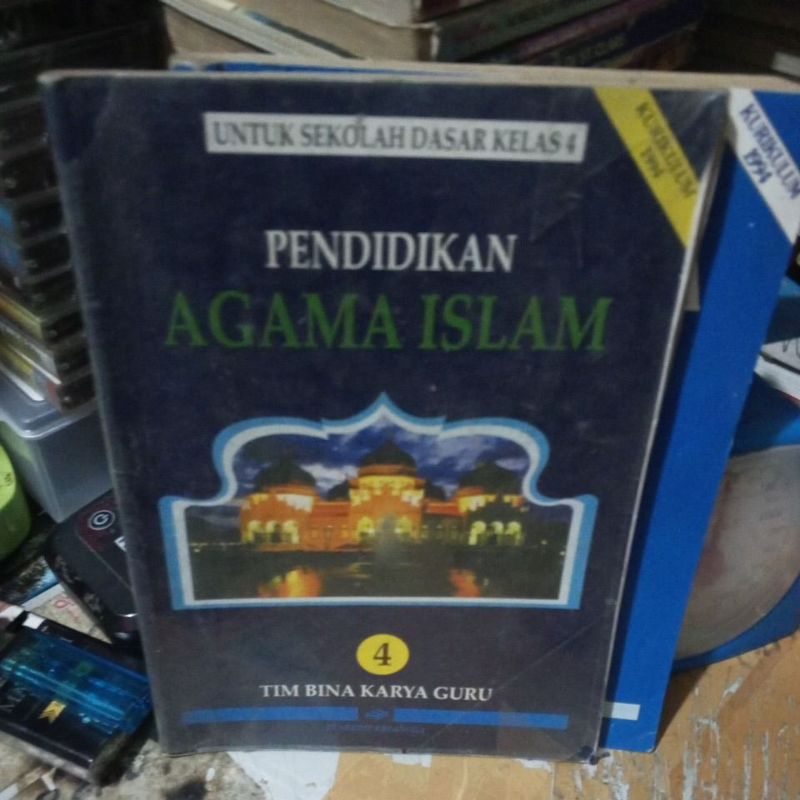 UNTUK SEKOLAH DASAR KELAS 4
KURIKULUM
1994
KURIKULUM
1994
PENDIDIKAN
AGAMA ISLAM
4
TIM BINA KARYA GURU